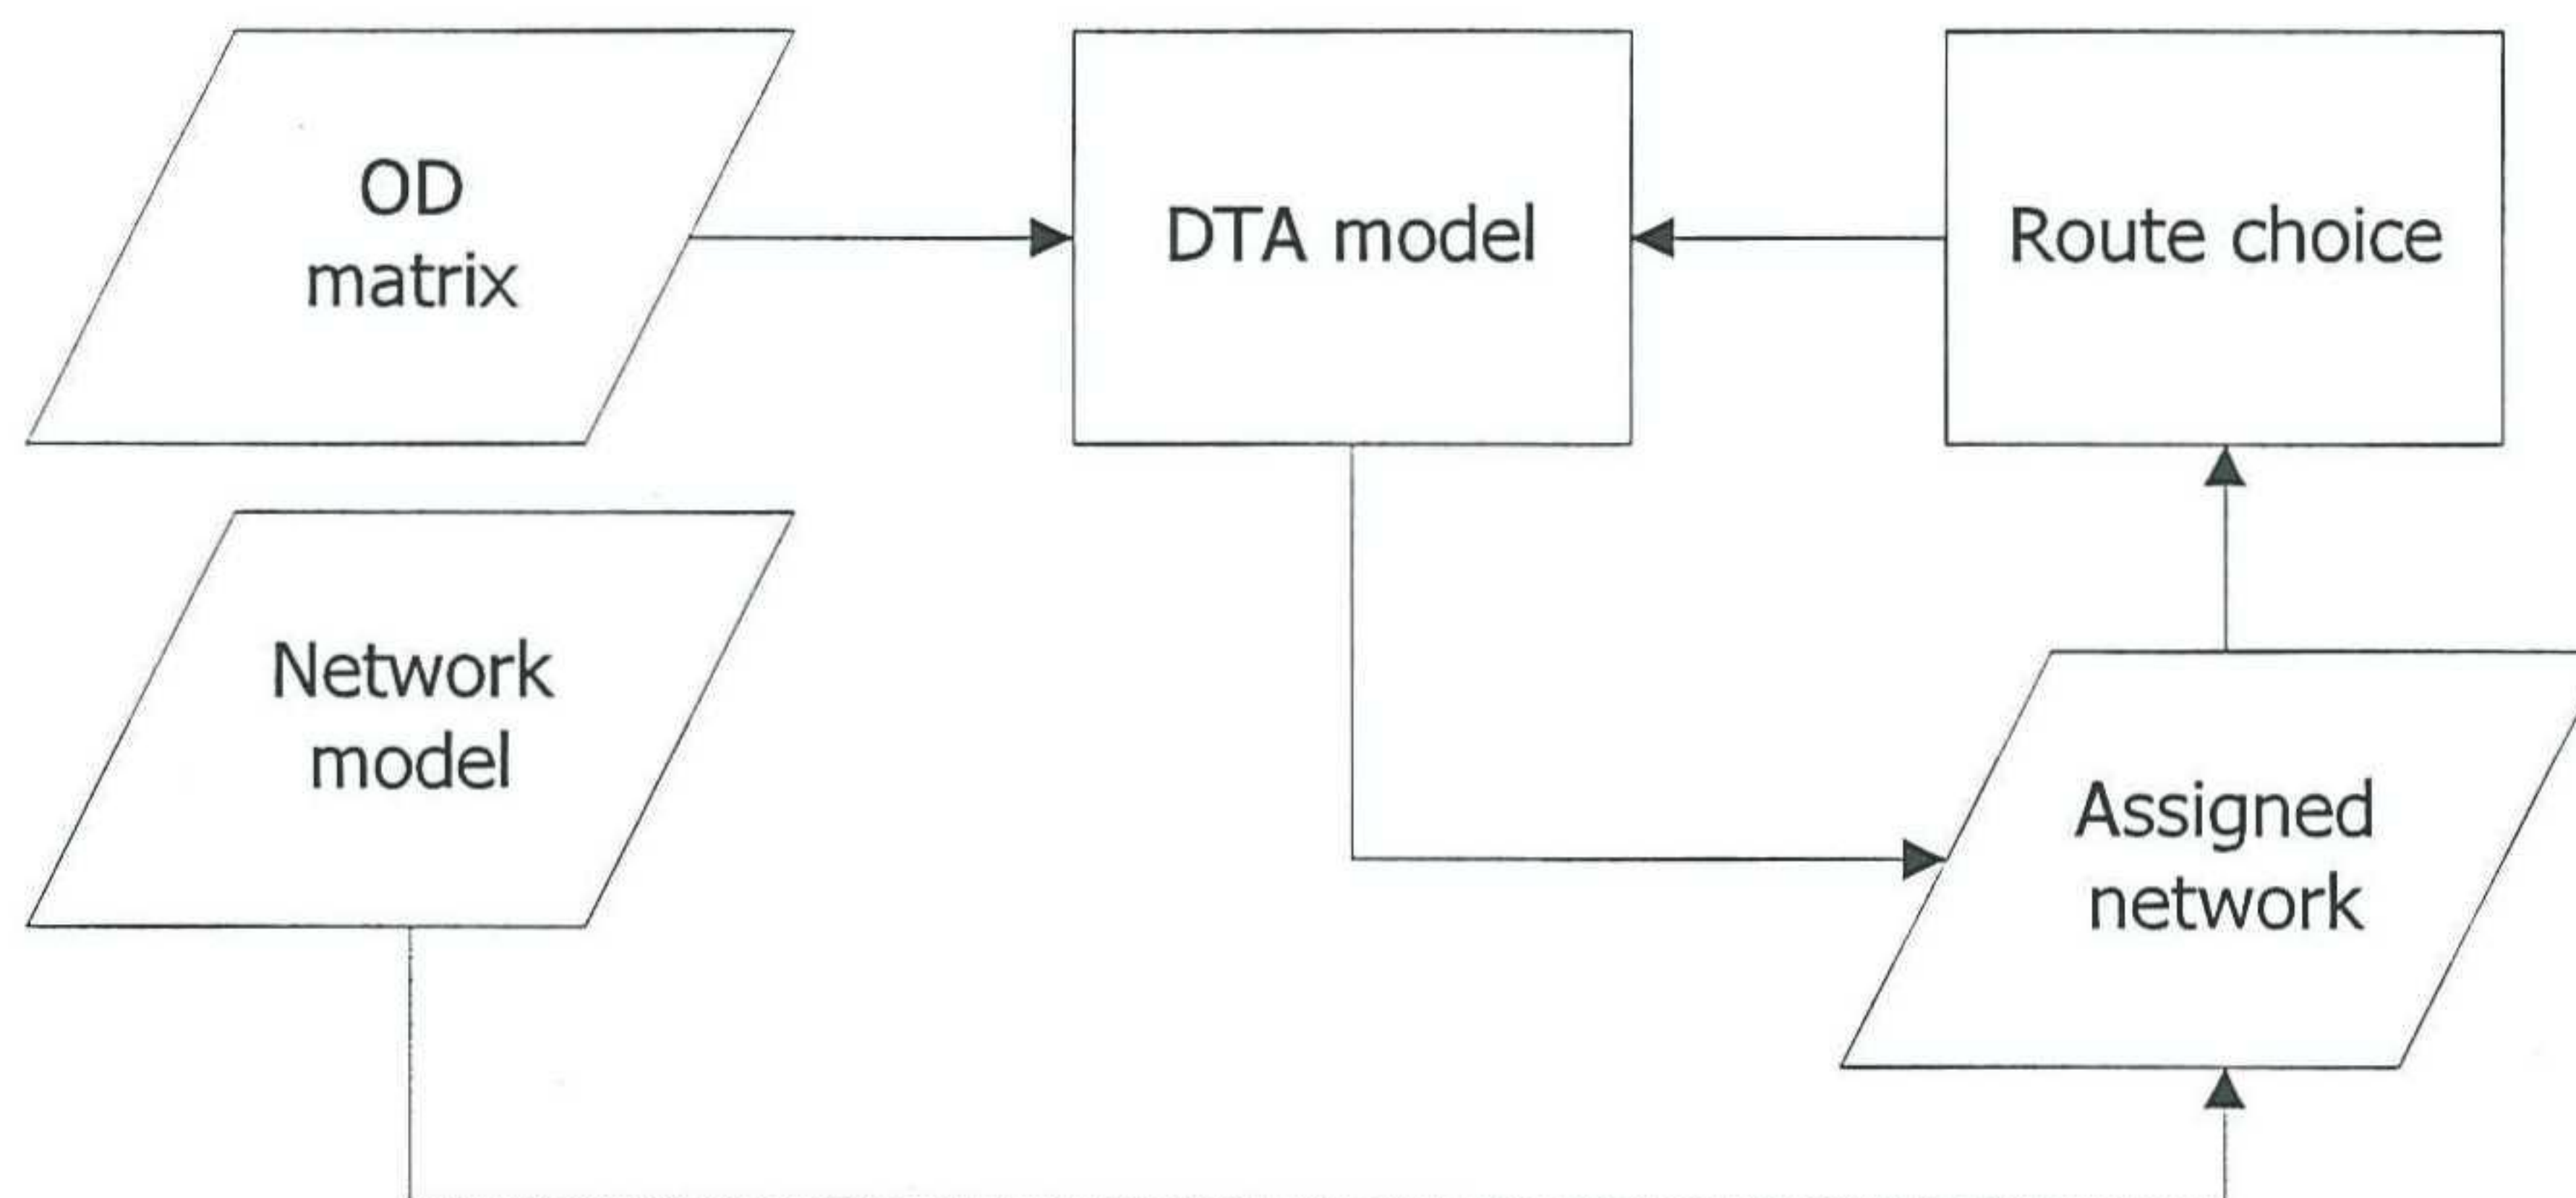 OD
matrix
DTA model
Route choice
Network
model
Assigned
network